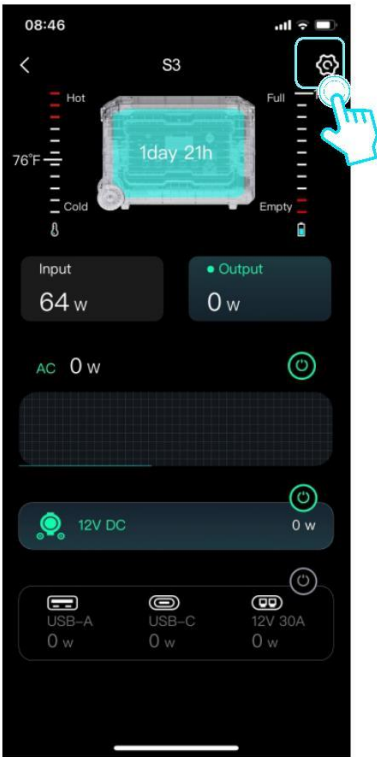 08:46
S3
Hot
Full
76°F
1day 21h
Cold
Empty
Input
Output
64 w
0 w
AC 0 w
12V DC
0 w
USB-A
USB-C
12V 30A
0 w
0 w
0 w